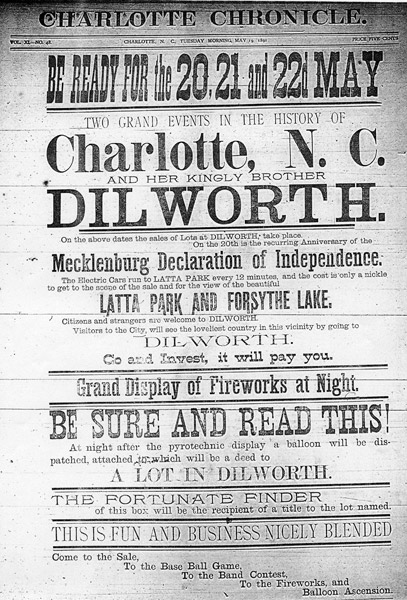 CHARLOTTE CHRONICLE.
VOL. XI.—NO. 48.
CHARLOTTE, N. C., TUESDAY MORNING, MAY 19, 1891
PRICE FIVE CENTS
BE READY FOR the 20, 21 and 22d MAY
TWO GRAND EVENTS IN THE HISTORY OF
Charlotte, N. C.
AND HER KINGLY BROTHER
DILWORTH.
On the above dates the sales of Lots at DILWORTH, take place.
On the 20th is the recurring Anniversary of the
Mecklenburg Declaration of Independence.
The Electric Cars run to LATTA PARK every 12 minutes, and the cost is only a nickle
to get to the scope of the sale and for the view of the beautiful
LATTA PARK AND FORSYTHE LAKE.
Citizens and strangers are welcome to DILWORTH.
Visitors to the City, will see the loveliest country in this vicinity by going to
DILWORTH.
Go and Invest, it will pay you.
Grand Display of Fireworks at Night.
BE SURE AND READ THIS!
At night after the pyrotechnic display a balloon will be dis-
patched, attached to which will be a deed to
A LOT IN DILWORTH.
THE FORTUNATE FINDER
of this box will be the recipient of a title to the lot named.
THIS IS FUN AND BUSINESS NICELY BLENDED
Come to the Sale,
To the Base Ball Game,
To the Band Contest,
To the Fireworks, and
Balloon Ascension.